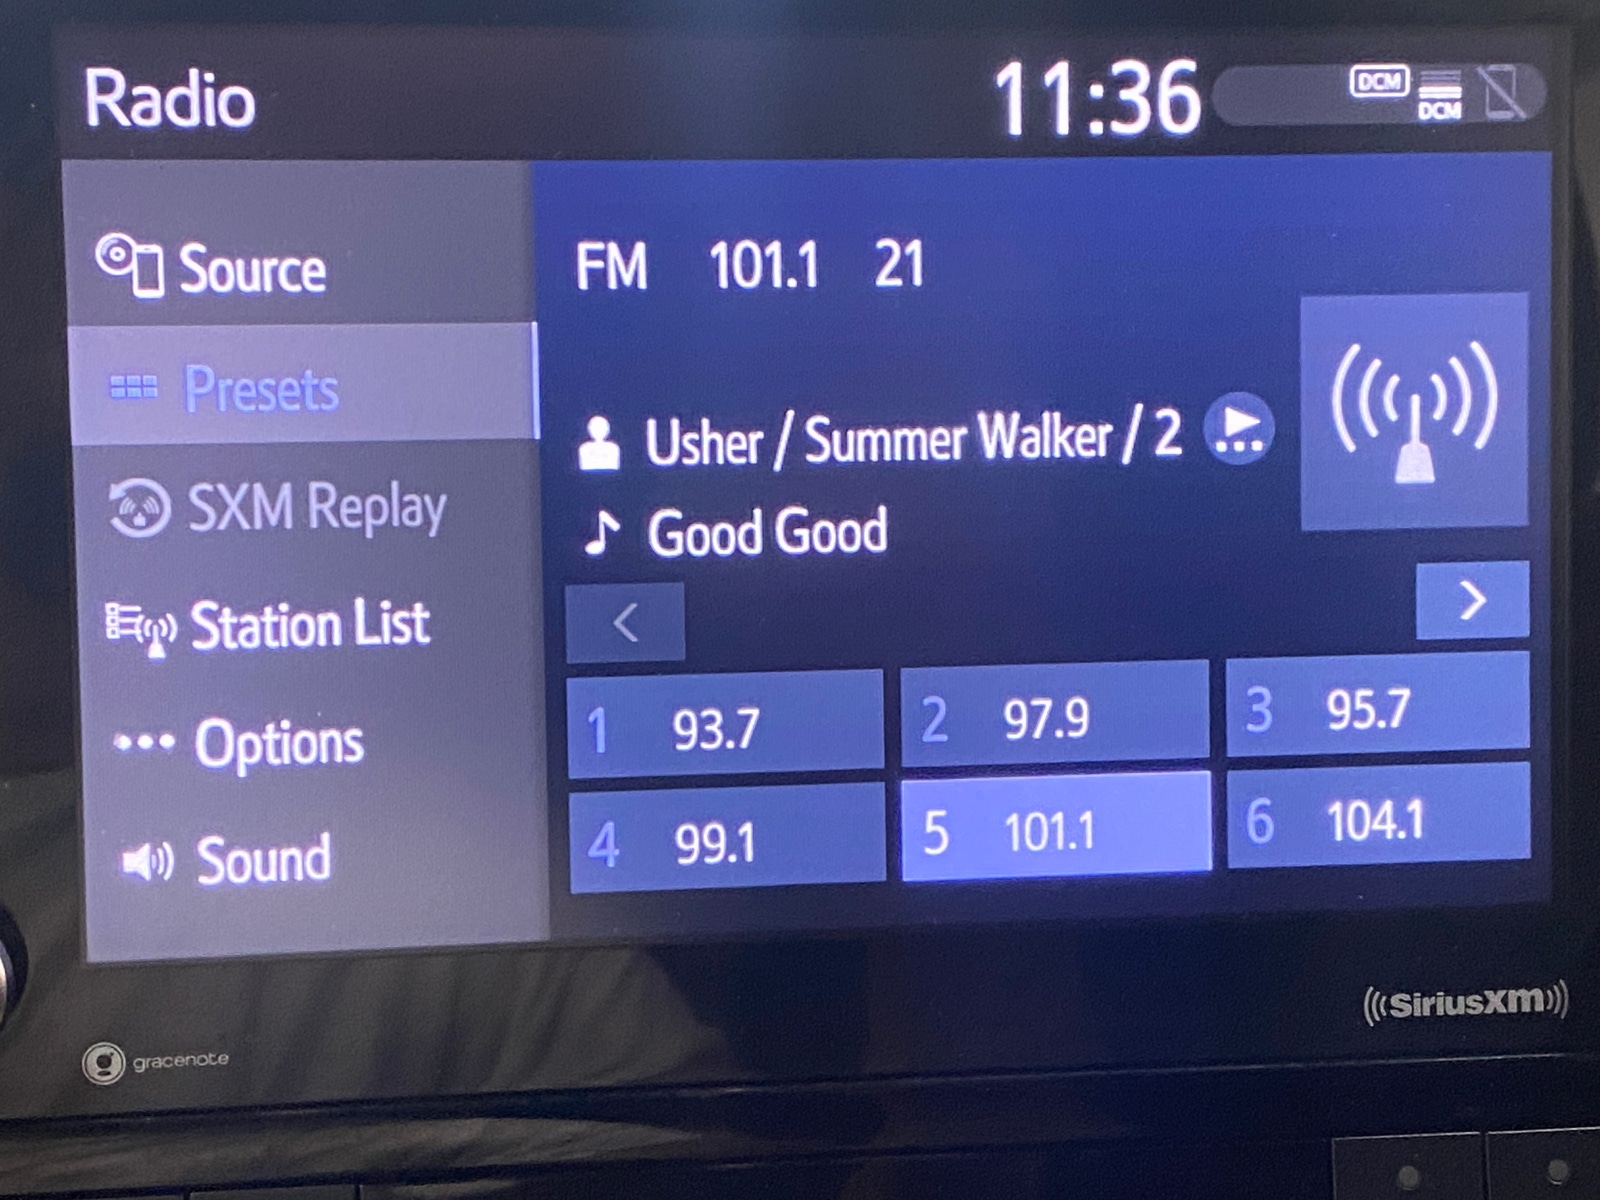 Radio
11:36
DCM
DCM
Source
Presets
SXM Replay
Station List
Options
Sound
FM 101.1 21
Usher / Summer Walker / 2
Good Good
1 93.7
2 97.9
3 95.7
4 99.1
5 101.1
6 104.1
SiriusXM
gracenote